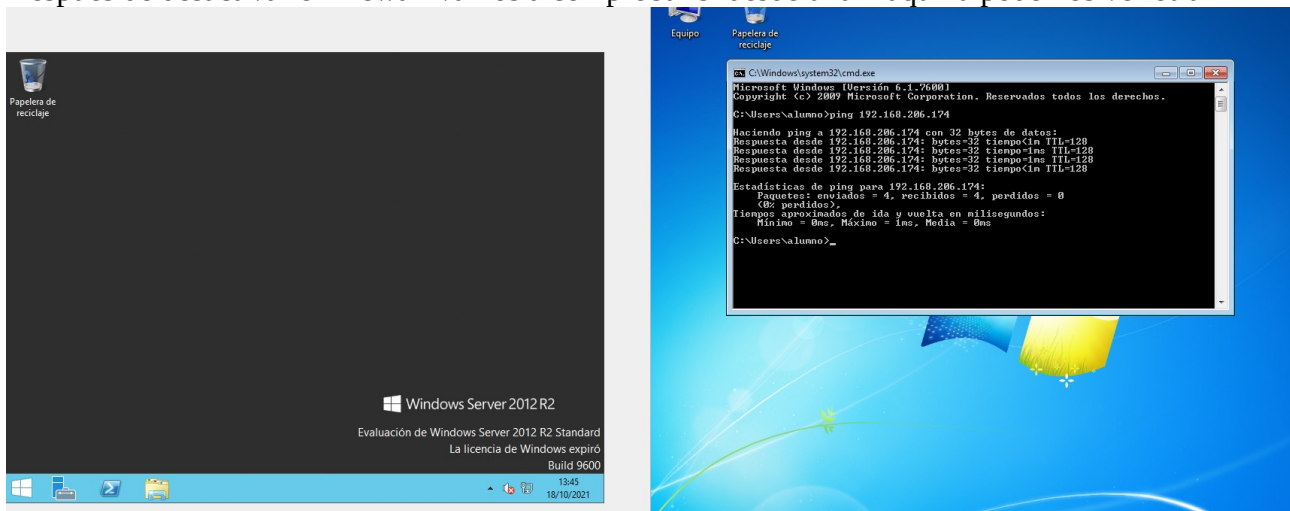 Papelera de
reciclaje
Windows Server 2012 R2
Evaluación de Windows Server 2012 R2 Standard
La licencia de Windows expiró
Build 9600
13:45
18/10/2021
Equipo
Papelera de
reciclaje
C:\Windows\system32\cmd.exe
Microsoft Windows [Versión 6.1.7600]
Copyright (c) 2009 Microsoft Corporation. Reservados todos los derechos.
C:\Users\alumno>ping 192.168.206.174
Haciendo ping a 192.168.206.174 con 32 bytes de datos:
Respuesta desde 192.168.206.174: bytes=32 tiempo<1m TTL=128
Respuesta desde 192.168.206.174: bytes=32 tiempo=1ms TTL=128
Respuesta desde 192.168.206.174: bytes=32 tiempo=1ms TTL=128
Respuesta desde 192.168.206.174: bytes=32 tiempo<1m TTL=128
Estadísticas de ping para 192.168.206.174:
Paquetes: enviados = 4, recibidos = 4, perdidos = 0
(0% perdidos),
Tiempos aproximados de ida y vuelta en milisegundos:
Mínimo = 0ms, Máximo = 1ms, Media = 0ms
C:\Users\alumno>_